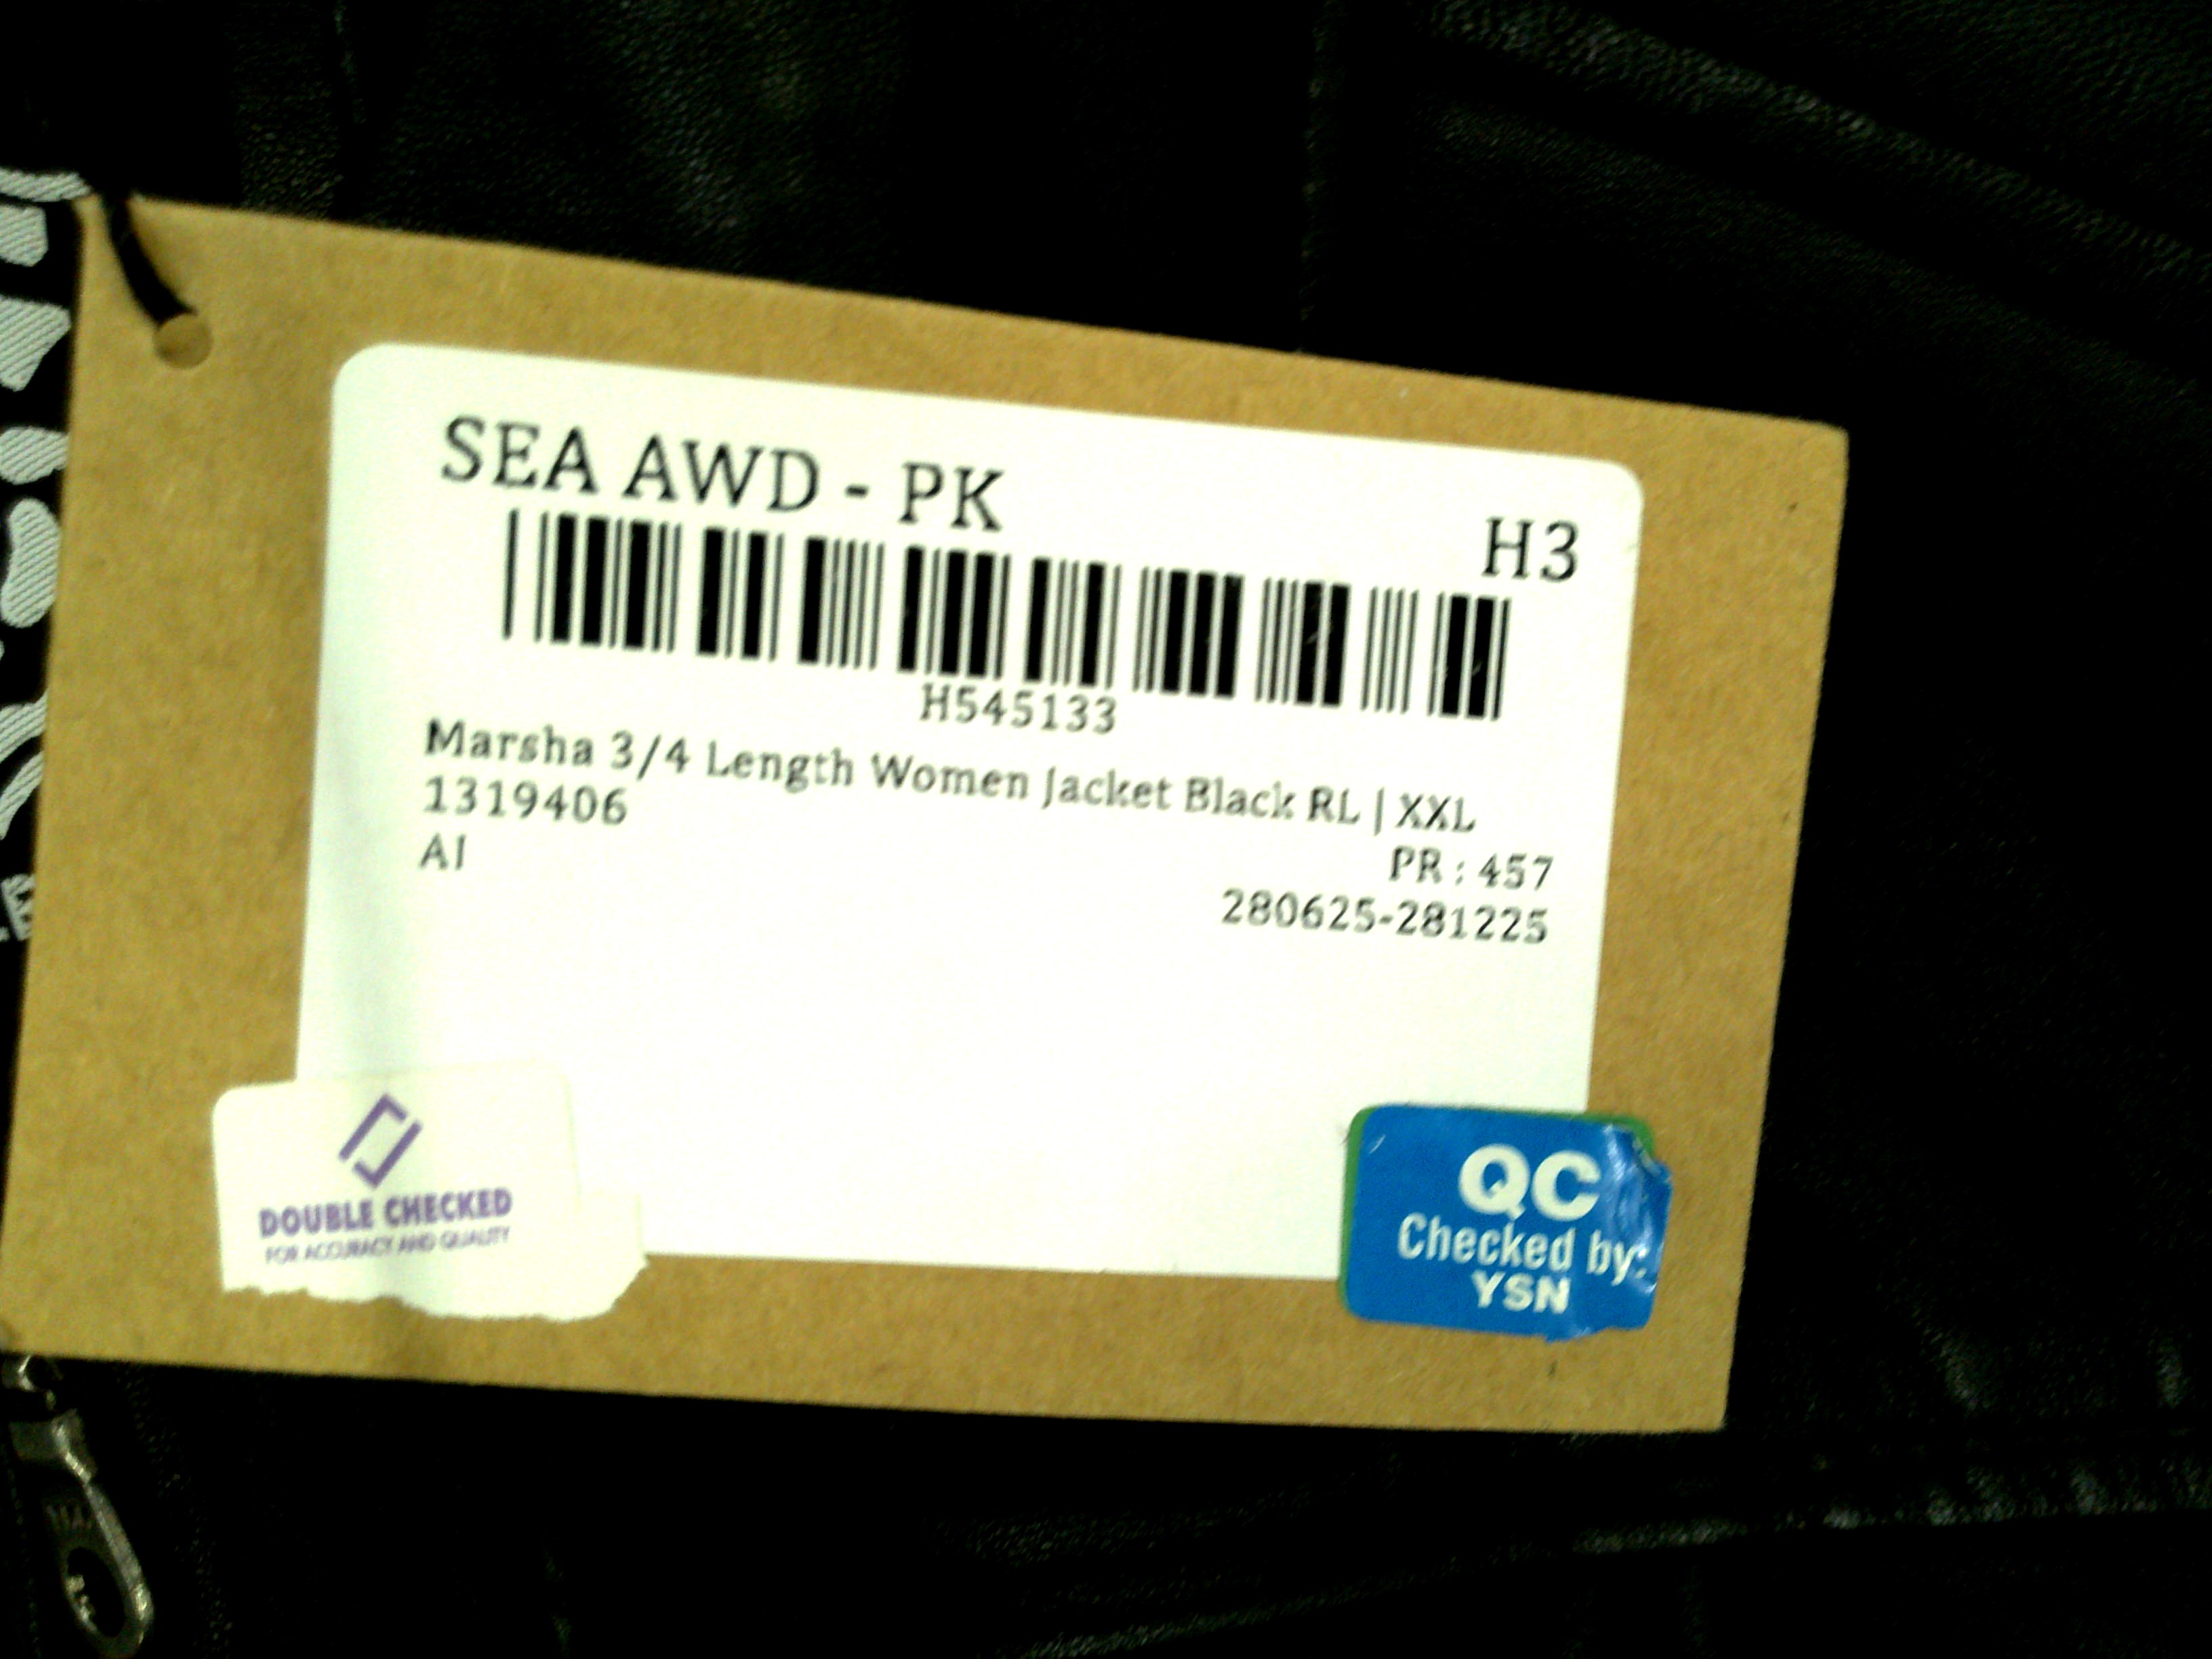 SEA AWD - PK
H3
H545133
Marsha 3/4 Length Women Jacket Black RL | XXL
1319406
AI
PR : 457
280625-281225
DOUBLE CHECKED
FOR ACCURACY AND QUALITY
QC
Checked by:
YSN